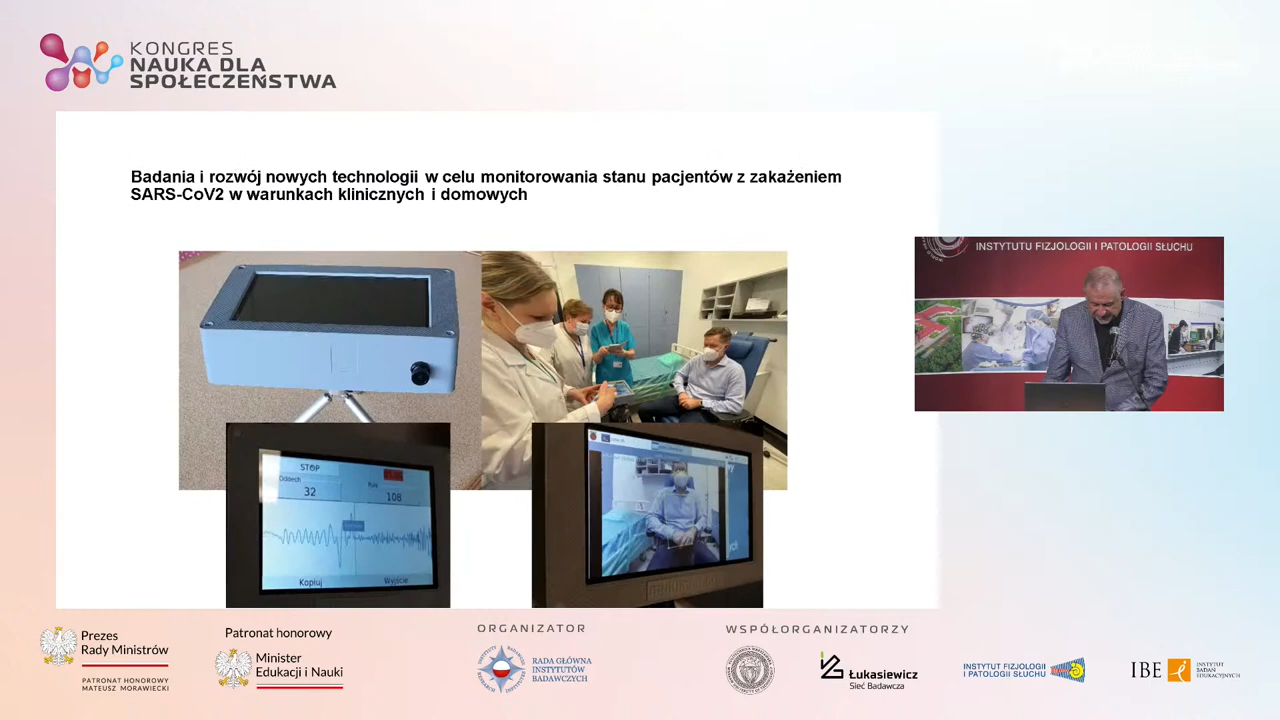 KONGRES
NAUKA DLA
SPOŁECZEŃSTWA
Badania i rozwój nowych technologii w celu monitorowania stanu pacjentów z zakażeniem
SARS-CoV2 w warunkach klinicznych i domowych
INSTYTUTU FIZJOLOGII I PATOLOGII SŁUCHU
STOP
Oddech
Puls
32
108
Kopiuj
Wyjście
Prezes
Rady Ministrów
PATRONAT HONOROWY
MATEUSZ MORAWIECKI
Patronat honorowy
Minister
Edukacji i Nauki
ORGANIZATOR
RADA GŁÓWNA
INSTYTUTÓW
BADAWCZYCH
WSPÓŁORGANIZATORZY
Łukasiewicz
Sieć Badawcza
INSTYTUT FIZJOLOGII
I PATOLOGII SŁUCHU
IBE
INSTYTUT
BADAŃ
EDUKACYJNYCH